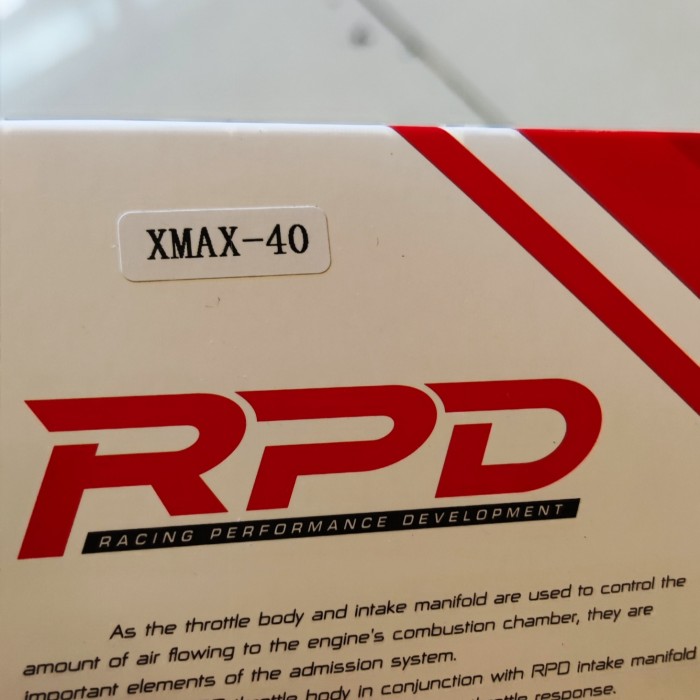 XMAX-40
RPD
RACING PERFORMANCE DEVELOPMENT
As the throttle body and intake manifold are used to control the
amount of air flowing to the engine's combustion chamber, they are
important elements of the admission system.
throttle body in conjunction with RPD intake manifold
response.